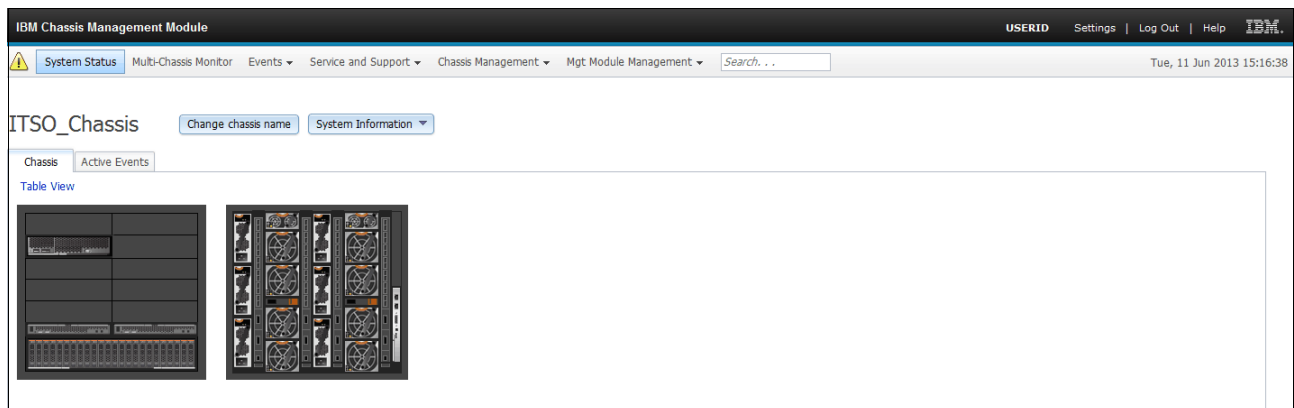 IBM Chassis Management Module USERID Settings | Log Out | Help IBM.
System Status Multi-Chassis Monitor Events Service and Support Chassis Management Mgt Module Management Search. . . Tue, 11 Jun 2013 15:16:38
ITSO_Chassis Change chassis name System Information
Chassis Active Events
Table View